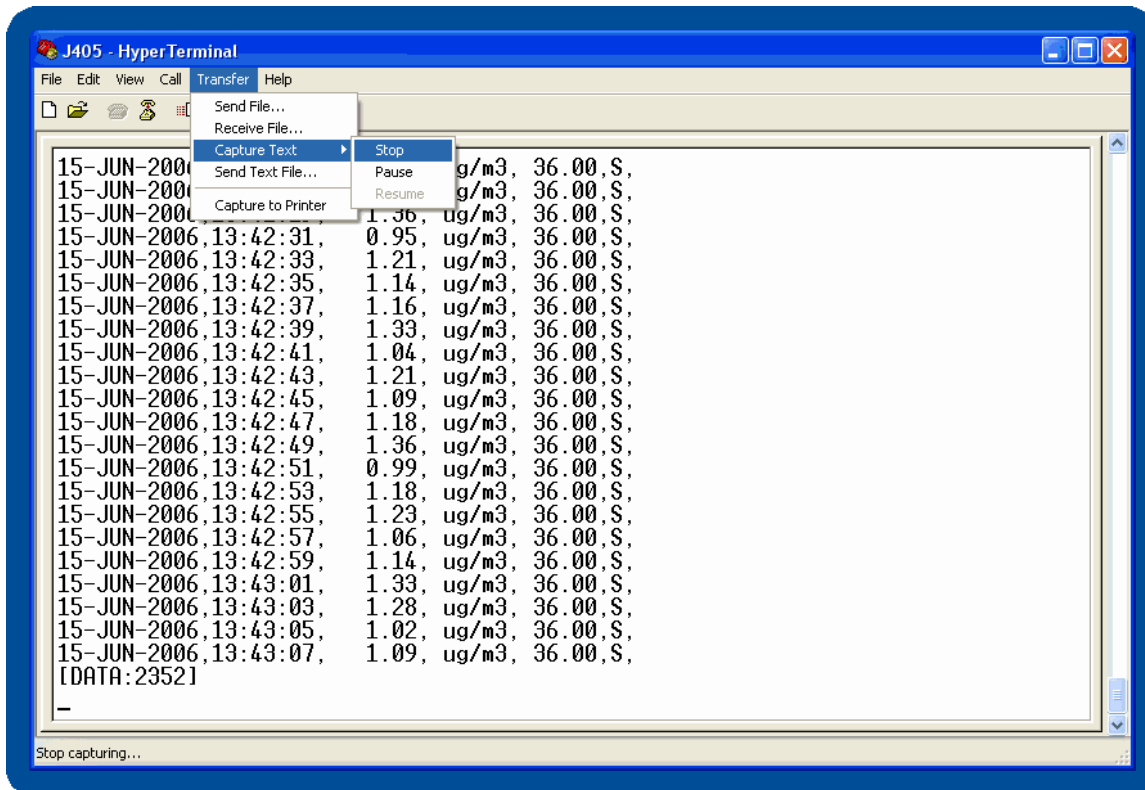 J405 - HyperTerminal
File Edit View Call Transfer Help
Send File...
Receive File...
Capture Text
Send Text File...
Capture to Printer
Stop
Pause
Resume
15-JUN-200 g/m3, 36.00,S,
15-JUN-200 g/m3, 36.00,S,
15-JUN-200 1.36, ug/m3, 36.00,S,
15-JUN-2006,13:42:31, 0.95, ug/m3, 36.00,S,
15-JUN-2006,13:42:33, 1.21, ug/m3, 36.00,S,
15-JUN-2006,13:42:35, 1.14, ug/m3, 36.00,S,
15-JUN-2006,13:42:37, 1.16, ug/m3, 36.00,S,
15-JUN-2006,13:42:39, 1.33, ug/m3, 36.00,S,
15-JUN-2006,13:42:41, 1.04, ug/m3, 36.00,S,
15-JUN-2006,13:42:43, 1.21, ug/m3, 36.00,S,
15-JUN-2006,13:42:45, 1.09, ug/m3, 36.00,S,
15-JUN-2006,13:42:47, 1.18, ug/m3, 36.00,S,
15-JUN-2006,13:42:49, 1.36, ug/m3, 36.00,S,
15-JUN-2006,13:42:51, 0.99, ug/m3, 36.00,S,
15-JUN-2006,13:42:53, 1.18, ug/m3, 36.00,S,
15-JUN-2006,13:42:55, 1.23, ug/m3, 36.00,S,
15-JUN-2006,13:42:57, 1.06, ug/m3, 36.00,S,
15-JUN-2006,13:42:59, 1.14, ug/m3, 36.00,S,
15-JUN-2006,13:43:01, 1.33, ug/m3, 36.00,S,
15-JUN-2006,13:43:03, 1.28, ug/m3, 36.00,S,
15-JUN-2006,13:43:05, 1.02, ug/m3, 36.00,S,
15-JUN-2006,13:43:07, 1.09, ug/m3, 36.00,S,
[DATA:2352]
_
Stop capturing...